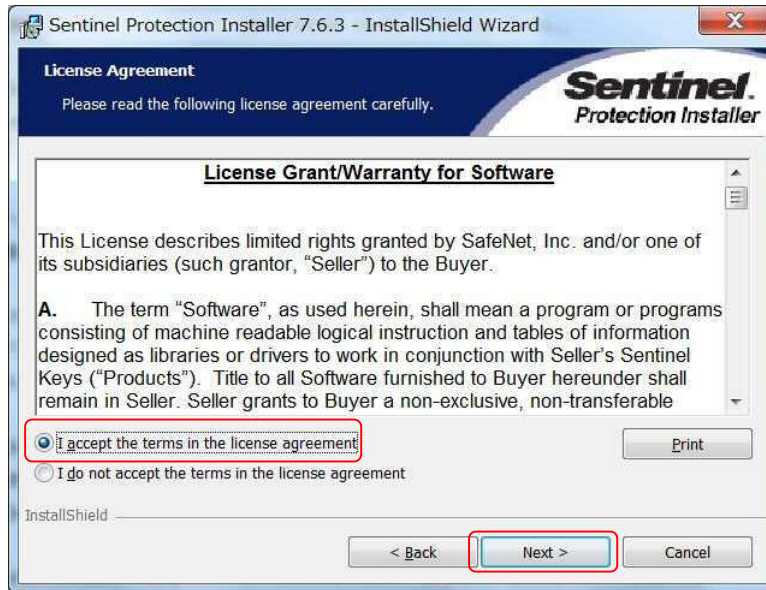 Sentinel Protection Installer 7.6.3 - InstallShield Wizard
License Agreement
Please read the following license agreement carefully.
Sentinel.
Protection Installer
License Grant/Warranty for Software
This License describes limited rights granted by SafeNet, Inc. and/or one of
its subsidiaries (such grantor, “Seller”) to the Buyer.
A. The term “Software”, as used herein, shall mean a program or programs
consisting of machine readable logical instruction and tables of information
designed as libraries or drivers to work in conjunction with Seller’s Sentinel
Keys (“Products”). Title to all Software furnished to Buyer hereunder shall
remain in Seller. Seller grants to Buyer a non-exclusive, non-transferable
I accept the terms in the license agreement
Print
I do not accept the terms in the license agreement
InstallShield
< Back
Next >
Cancel